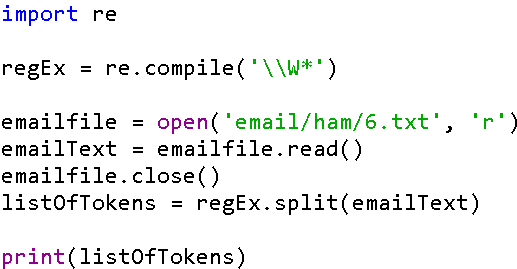 import re
regEx = re.compile('\\W*')
emailfile = open('email/ham/6.txt', 'r')
emailText = emailfile.read()
emailfile.close()
listOfTokens = regEx.split(emailText)
print(listOfTokens)